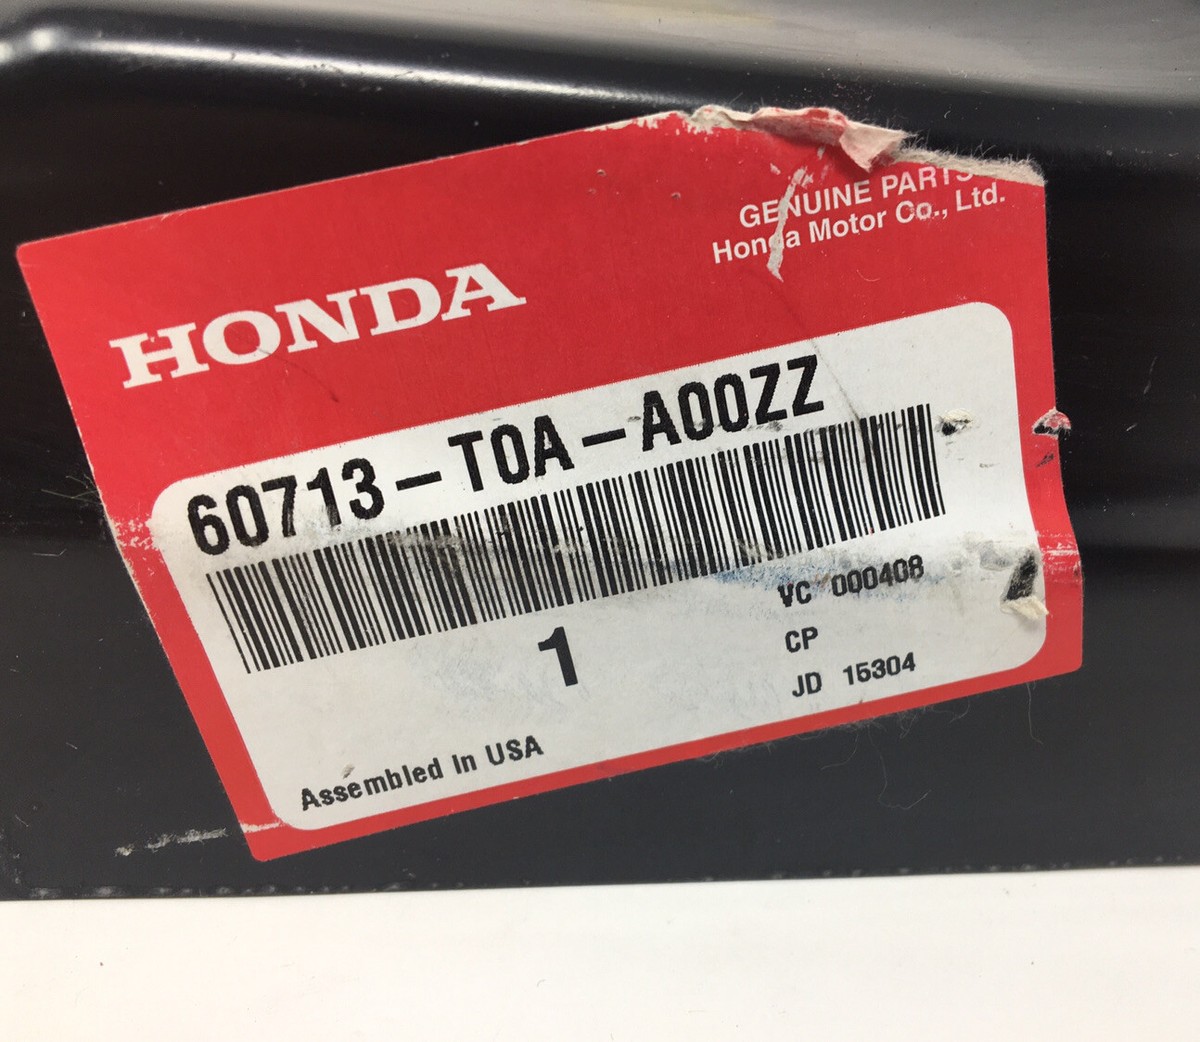 GENUINE PARTS
Honda Motor Co., Ltd.
HONDA
60713-T0A-A00ZZ
1
VC 000408
CP
JD 15304
Assembled In USA